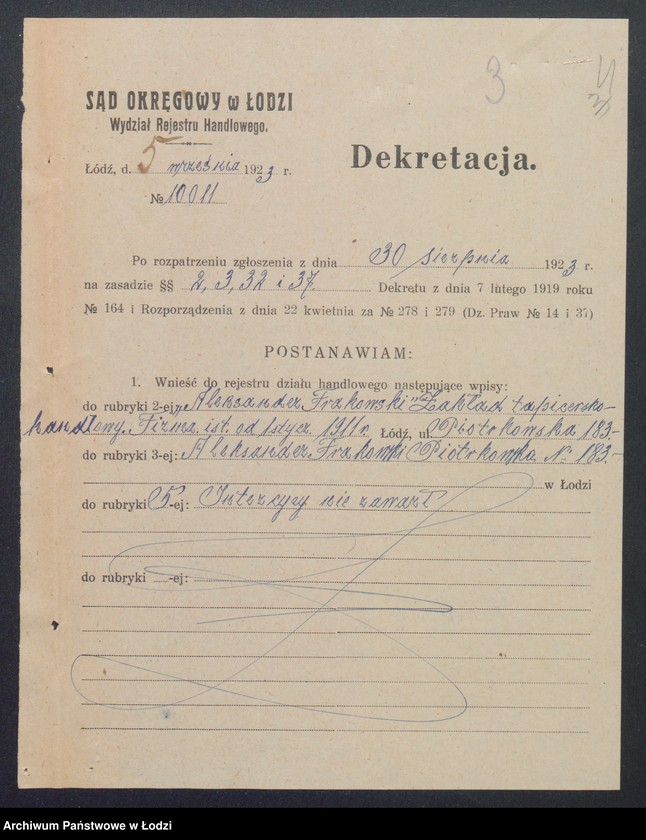 3
SĄD OKRĘGOWY w ŁODZI
Wydział Rejestru Handlowego.
Łódź, d. 5 września 1923 r.
№ 10011
Dekretacja.
Po rozpatrzeniu zgłoszenia z dnia 30 sierpnia 1923 r.
na zasadzie §§ 2, 3, 32 i 37. Dekretu z dnia 7 lutego 1919 roku
№ 164 i Rozporządzenia z dnia 22 kwietnia za № 278 i 279 (Dz. Praw № 14 i 37)
POSTANAWIAM:
1. Wnieść do rejestru działu handlowego następujące wpisy:
do rubryki 2-ej: „Aleksander Frakowski" Zakład tapicersko-
handlowy. Firma ist. od 1 stycz. 1911 r. Łódź, ul. Piotrkowska 183.-
do rubryki 3-ej: Aleksander Frakowski Piotrkowska № 183.-
w Łodzi
do rubryki 5-ej: Intercyzy nie zawarł
do rubryki -ej:
Archiwum Państwowe w Łodzi